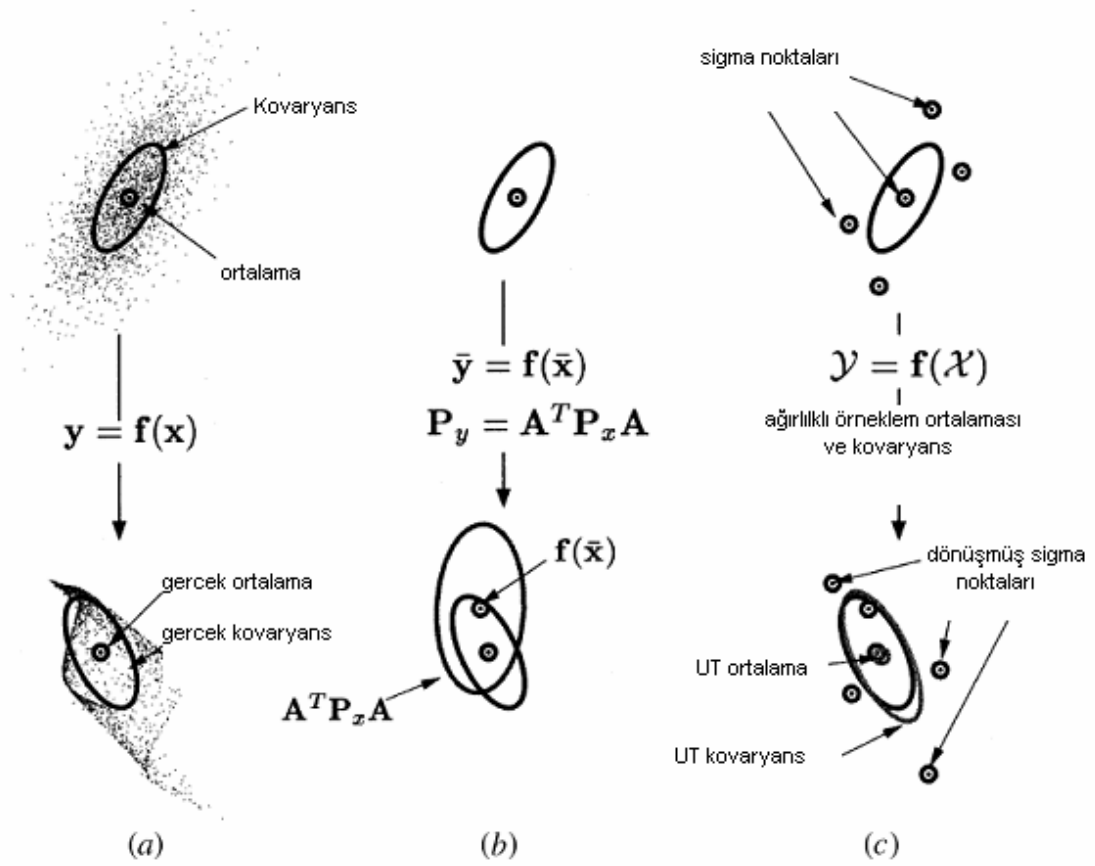 Kovaryans
ortalama
y = f(x)
gercek ortalama
gercek kovaryans
(a)
ȳ = f(x̄)
P_y = A^T P_x A
f(x̄)
A^T P_x A
(b)
sigma noktaları
𝒴 = f(𝒳)
ağırlılıklı örneklem ortalaması
ve kovaryans
dönüşmüş sigma
noktaları
UT ortalama
UT kovaryans
(c)